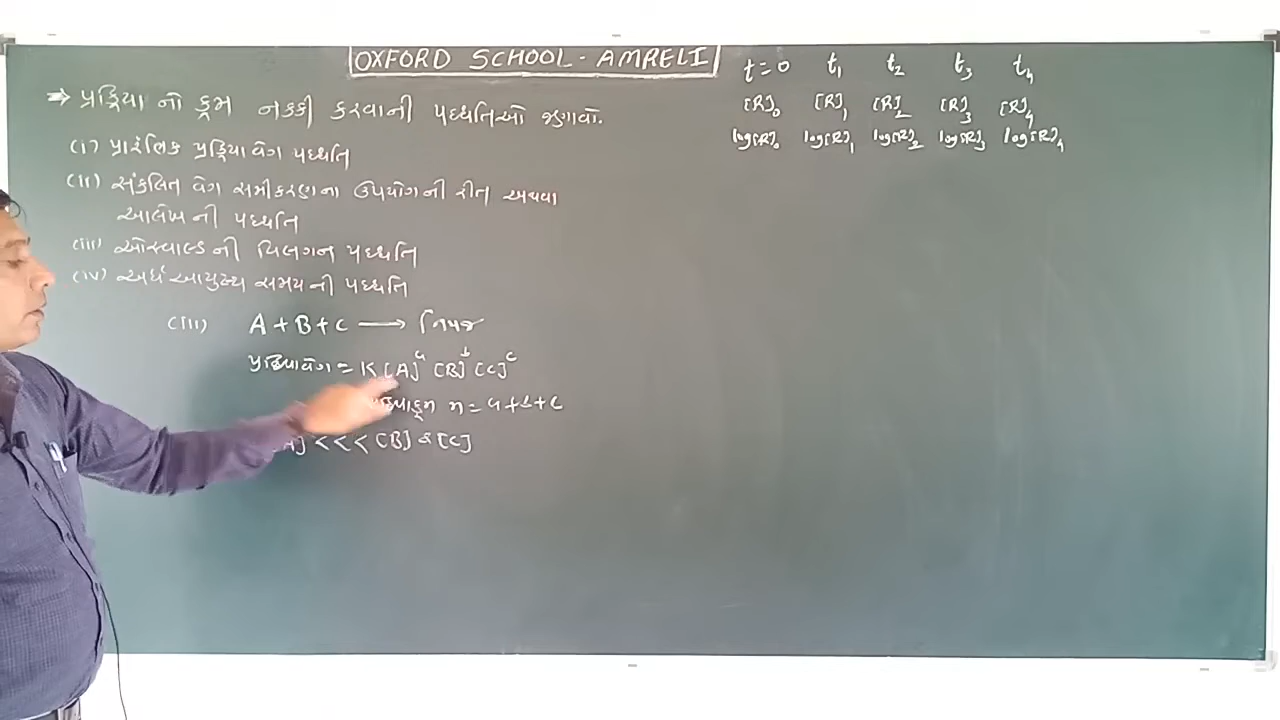 OXFORD SCHOOL - AMRELI
→ પ્રક્રિયા નો ક્રમ નક્કી કરવાની પધ્ધતિઓ જણાવો.
(i) પ્રારંભિક પ્રક્રિયાવેગ પધ્ધતિ
(ii) સંકલિત વેગ સમીકરણના ઉપયોગની રીત અથવા
આલેખ ની પધ્ધતિ
(iii) ઓસ્વાલ્ડ ની વિલગન પધ્ધતિ
(iv) અર્ધઆયુષ્ય સમય ની પધ્ધતિ
(iii) A + B + C → નિપજ
પ્રક્રિયાવેગ = K [A]ᵃ [B]ᵇ [C]ᶜ
n = a + b + c
[A] <<< [B] & [C]
t = 0 t₁ t₂ t₃ t₄
[R]₀ [R]₁ [R]₂ [R]₃ [R]₄
log[R]₀ log[R]₁ log[R]₂ log[R]₃ log[R]₄